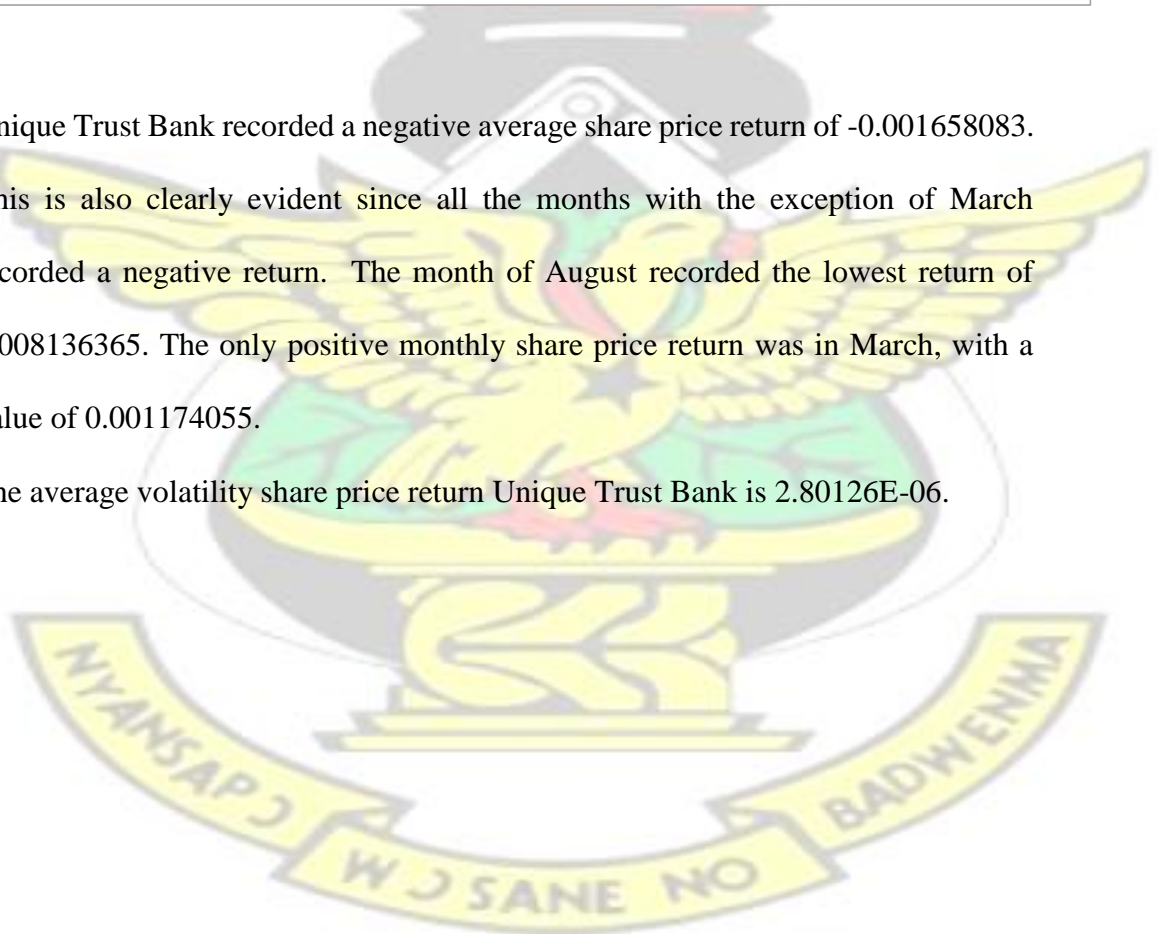 nique Trust Bank recorded a negative average share price return of -0.001658083.
his is also clearly evident since all the months with the exception of March
corded a negative return. The month of August recorded the lowest return of
008136365. The only positive monthly share price return was in March, with a
alue of 0.001174055.
he average volatility share price return Unique Trust Bank is 2.80126E-06.
NYANSAPƆ
WƆSANE NO
BADWENMA